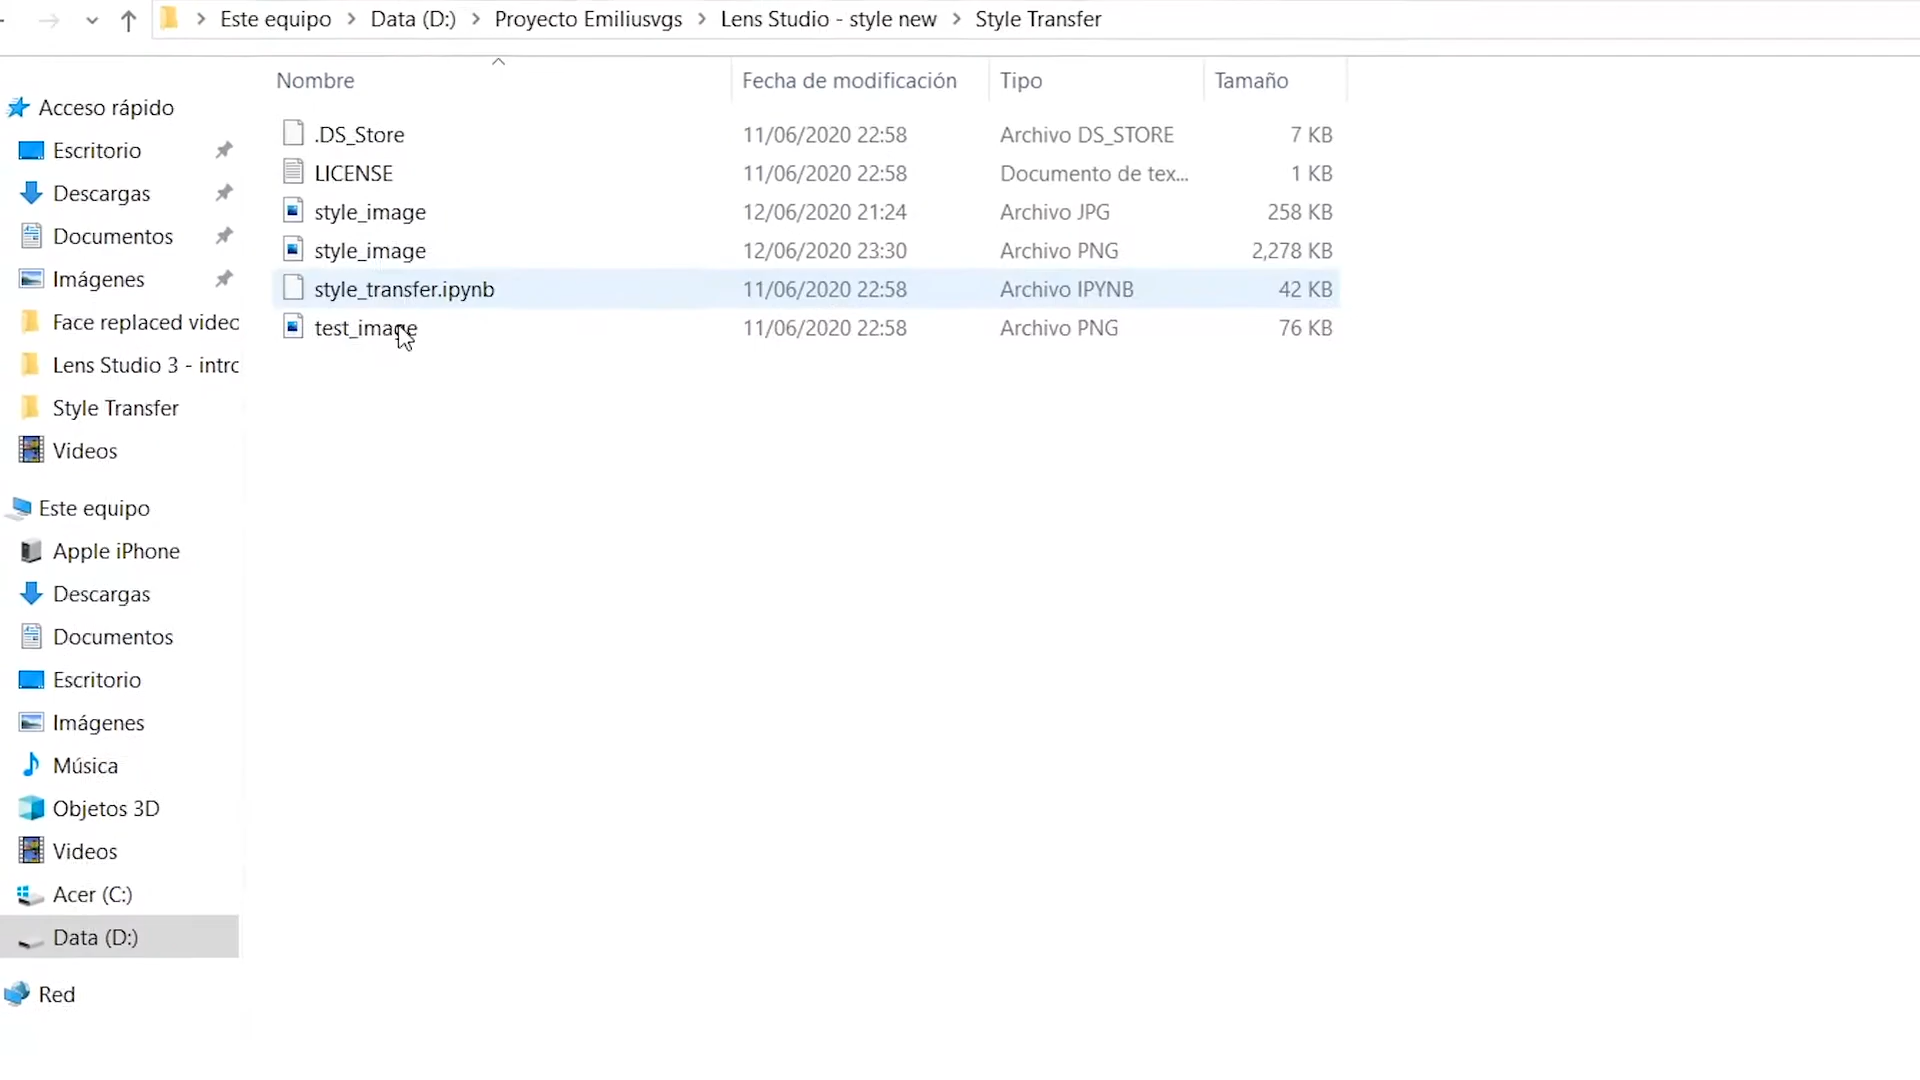 Este equipo > Data (D:) > Proyecto Emiliusvgs > Lens Studio - style new > Style Transfer
Nombre Fecha de modificación Tipo Tamaño
.DS_Store 11/06/2020 22:58 Archivo DS_STORE 7 KB
LICENSE 11/06/2020 22:58 Documento de tex... 1 KB
style_image 12/06/2020 21:24 Archivo JPG 258 KB
style_image 12/06/2020 23:30 Archivo PNG 2,278 KB
style_transfer.ipynb 11/06/2020 22:58 Archivo IPYNB 42 KB
test_image 11/06/2020 22:58 Archivo PNG 76 KB
Acceso rápido
Escritorio
Descargas
Documentos
Imágenes
Face replaced videc
Lens Studio 3 - intrc
Style Transfer
Videos
Este equipo
Apple iPhone
Descargas
Documentos
Escritorio
Imágenes
Música
Objetos 3D
Videos
Acer (C:)
Data (D:)
Red